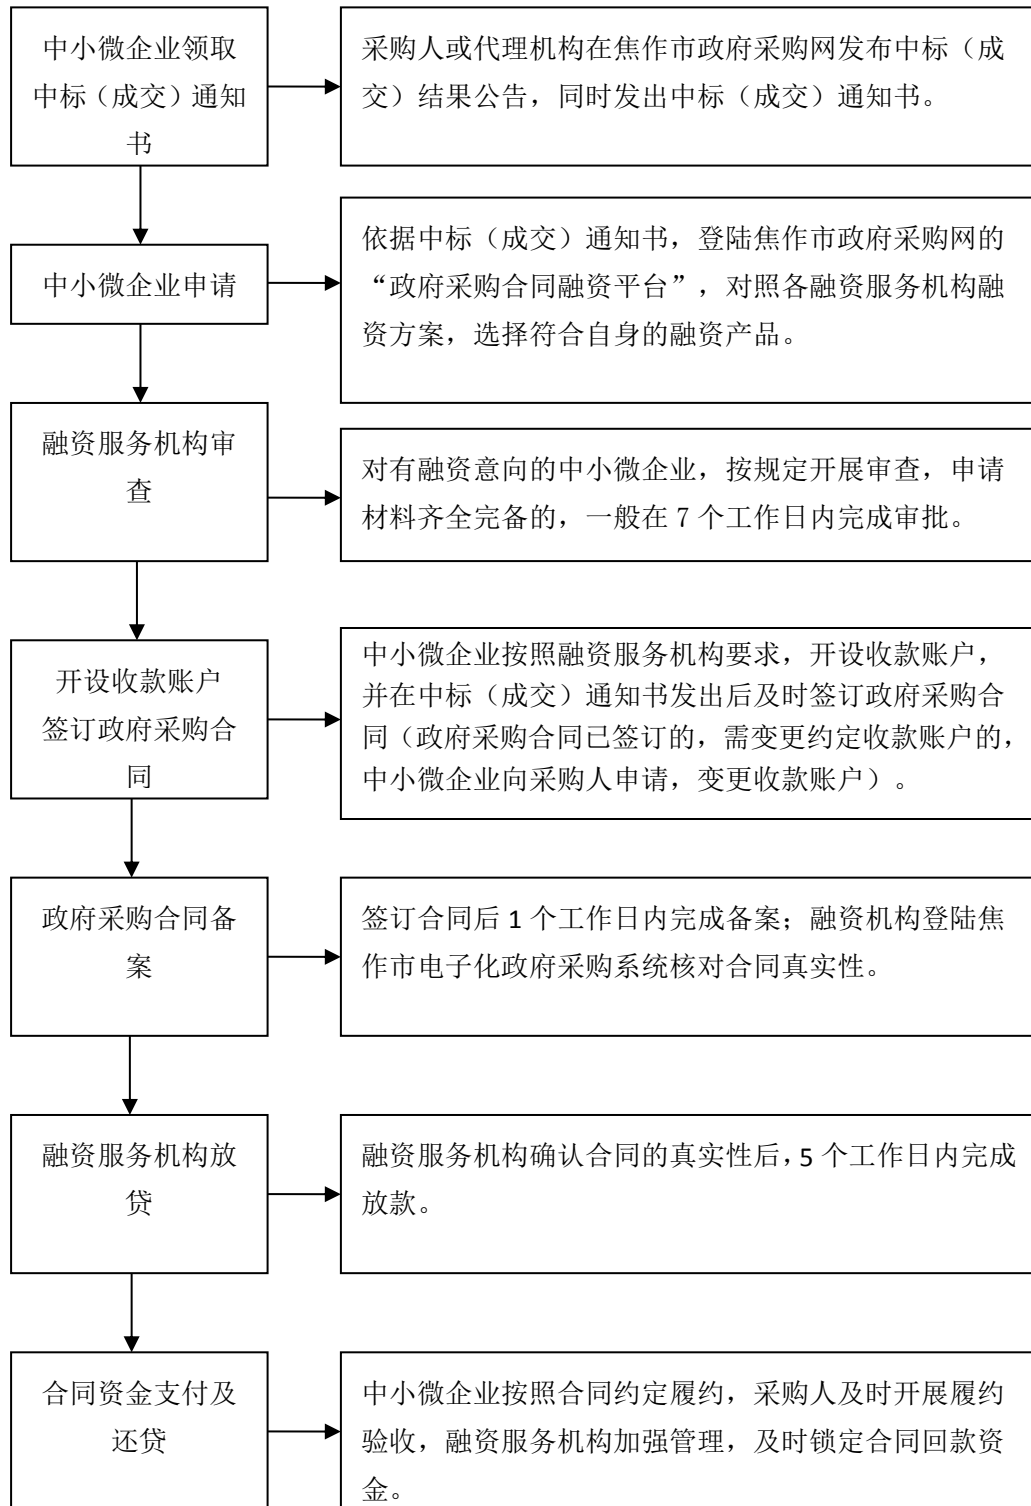 中小微企业领取
中标（成交）通知
书
采购人或代理机构在焦作市政府采购网发布中标（成
交）结果公告，同时发出中标（成交）通知书。
中小微企业申请
依据中标（成交）通知书，登陆焦作市政府采购网的
“政府采购合同融资平台”，对照各融资服务机构融
资方案，选择符合自身的融资产品。
融资服务机构审
查
对有融资意向的中小微企业，按规定开展审查，申请
材料齐全完备的，一般在 7 个工作日内完成审批。
开设收款账户
签订政府采购合
同
中小微企业按照融资服务机构要求，开设收款账户，
并在中标（成交）通知书发出后及时签订政府采购合
同（政府采购合同已签订的，需变更约定收款账户的，
中小微企业向采购人申请，变更收款账户）。
政府采购合同备
案
签订合同后 1 个工作日内完成备案；融资机构登陆焦
作市电子化政府采购系统核对合同真实性。
融资服务机构放
贷
融资服务机构确认合同的真实性后，5 个工作日内完成
放款。
合同资金支付及
还贷
中小微企业按照合同约定履约，采购人及时开展履约
验收，融资服务机构加强管理，及时锁定合同回款资
金。